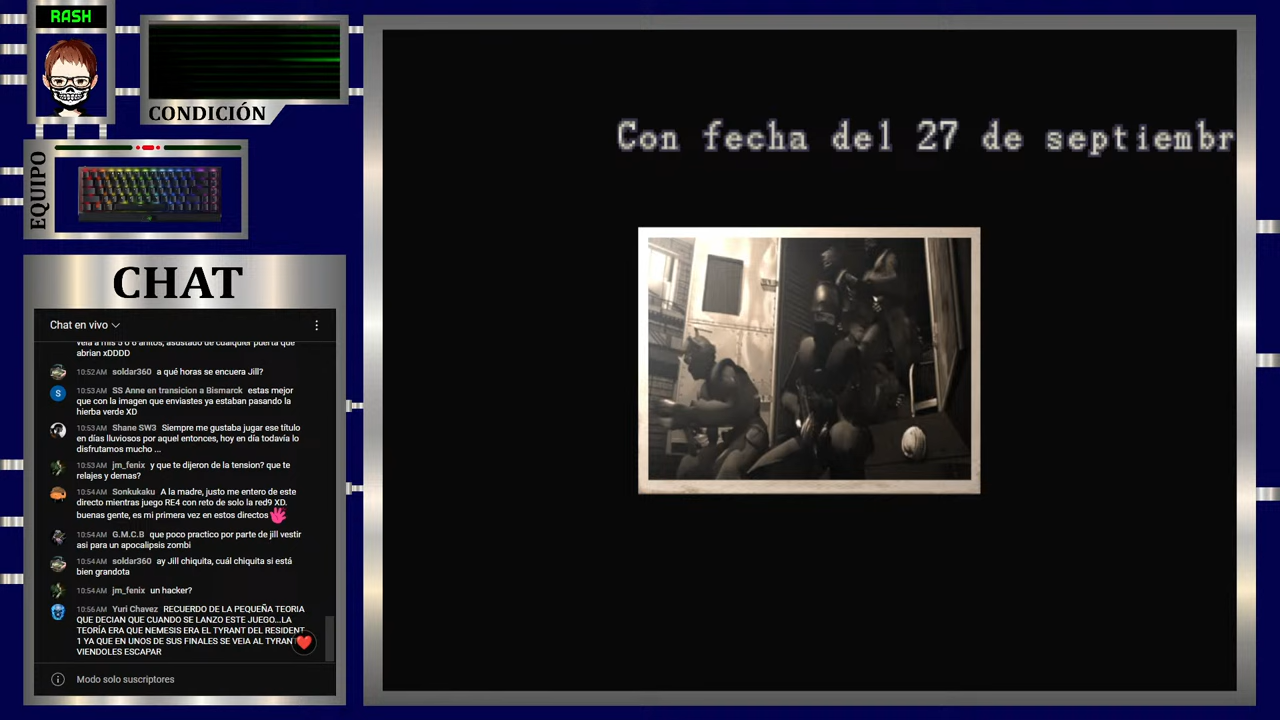 RASH
CONDICIÓN
EQUIPO
CHAT
Chat en vivo
veía a mis 5 o 6 añitos, asustado de cualquier puerta que
abrian xDDDD
10:52 AM soldar360 a qué horas se encuera Jill?
S
10:53 AM SS Anne en transicion a Bismarck estas mejor
que con la imagen que enviastes ya estaban pasando la
hierba verde XD
10:53 AM Shane SW3 Siempre me gustaba jugar ese título
en días lluviosos por aquel entonces, hoy en día todavía lo
disfrutamos mucho ...
10:53 AM jm_fenix y que te dijeron de la tension? que te
relajes y demas?
10:54 AM Sonkukaku A la madre, justo me entero de este
directo mientras juego RE4 con reto de solo la red9 XD.
buenas gente, es mi primera vez en estos directos
10:54 AM G.M.C.B que poco practico por parte de jill vestir
asi para un apocalipsis zombi
10:54 AM soldar360 ay Jill chiquita, cuál chiquita si está
bien grandota
10:54 AM jm_fenix un hacker?
10:56 AM Yuri Chavez RECUERDO DE LA PEQUEÑA TEORIA
QUE DECIAN QUE CUANDO SE LANZO ESTE JUEGO...LA
TEORÍA ERA QUE NEMESIS ERA EL TYRANT DEL RESIDENT
1 YA QUE EN UNOS DE SUS FINALES SE VEIA AL TYRANT
VIENDOLES ESCAPAR
Modo solo suscriptores
Con fecha del 27 de septiembr